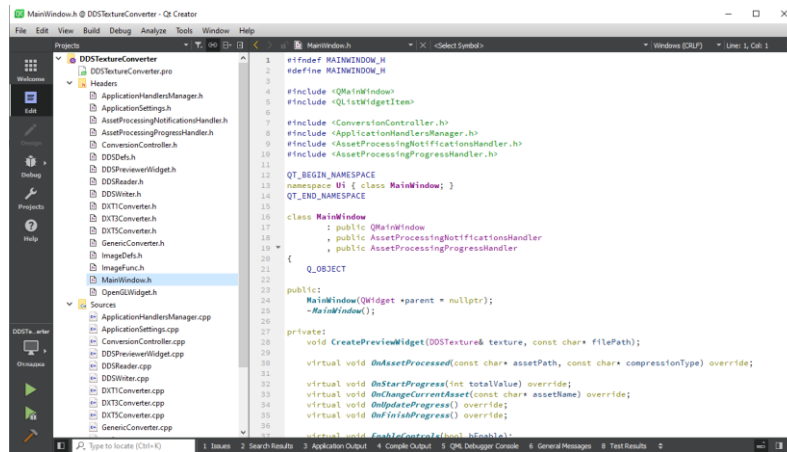 MainWindow.h @ DDSTextureConverter - Qt Creator
File Edit View Build Debug Analyze Tools Window Help
Projects
MainWindow.h
<Select Symbol>
Windows (CRLF)
Line: 1, Col: 1
Welcome
Edit
Design
Debug
Projects
Help
DDSTe...erter
Отладка
DDSTextureConverter
DDSTextureConverter.pro
Headers
ApplicationHandlersManager.h
ApplicationSettings.h
AssetProcessingNotificationsHandler.h
AssetProcessingProgressHandler.h
ConversionController.h
DDSDefs.h
DDSPreviewerWidget.h
DDSReader.h
DDSWriter.h
DXT1Converter.h
DXT3Converter.h
DXT5Converter.h
GenericConverter.h
ImageDefs.h
ImageFunc.h
MainWindow.h
OpenGLWidget.h
Sources
ApplicationHandlersManager.cpp
ApplicationSettings.cpp
ConversionController.cpp
DDSPreviewerWidget.cpp
DDSReader.cpp
DDSWriter.cpp
DXT1Converter.cpp
DXT3Converter.cpp
DXT5Converter.cpp
GenericConverter.cpp
1 #ifndef MAINWINDOW_H
2 #define MAINWINDOW_H
3
4 #include <QMainWindow>
5 #include <QListWidgetItem>
6
7 #include <ConversionController.h>
8 #include <ApplicationHandlersManager.h>
9 #include <AssetProcessingNotificationsHandler.h>
10 #include <AssetProcessingProgressHandler.h>
11
12 QT_BEGIN_NAMESPACE
13 namespace Ui { class MainWindow; }
14 QT_END_NAMESPACE
15
16 class MainWindow
17 : public QMainWindow
18 , public AssetProcessingNotificationsHandler
19 , public AssetProcessingProgressHandler
20 {
21 Q_OBJECT
22
23 public:
24 MainWindow(QWidget *parent = nullptr);
25 ~MainWindow();
26
27 private:
28 void CreatePreviewWidget(DDSTexture& texture, const char* filePath);
29
30 virtual void OnAssetProcessed(const char* assetPath, const char* compressionType) override;
31
32 virtual void OnStartProgress(int totalValue) override;
33 virtual void OnChangeCurrentAsset(const char* assetName) override;
34 virtual void OnUpdateProgress() override;
35 virtual void OnFinishProgress() override;
36
37 virtual void EnableControls(bool bEnable);
Type to locate (Ctrl+K)
1 Issues 2 Search Results 3 Application Output 4 Compile Output 5 QML Debugger Console 6 General Messages 8 Test Results